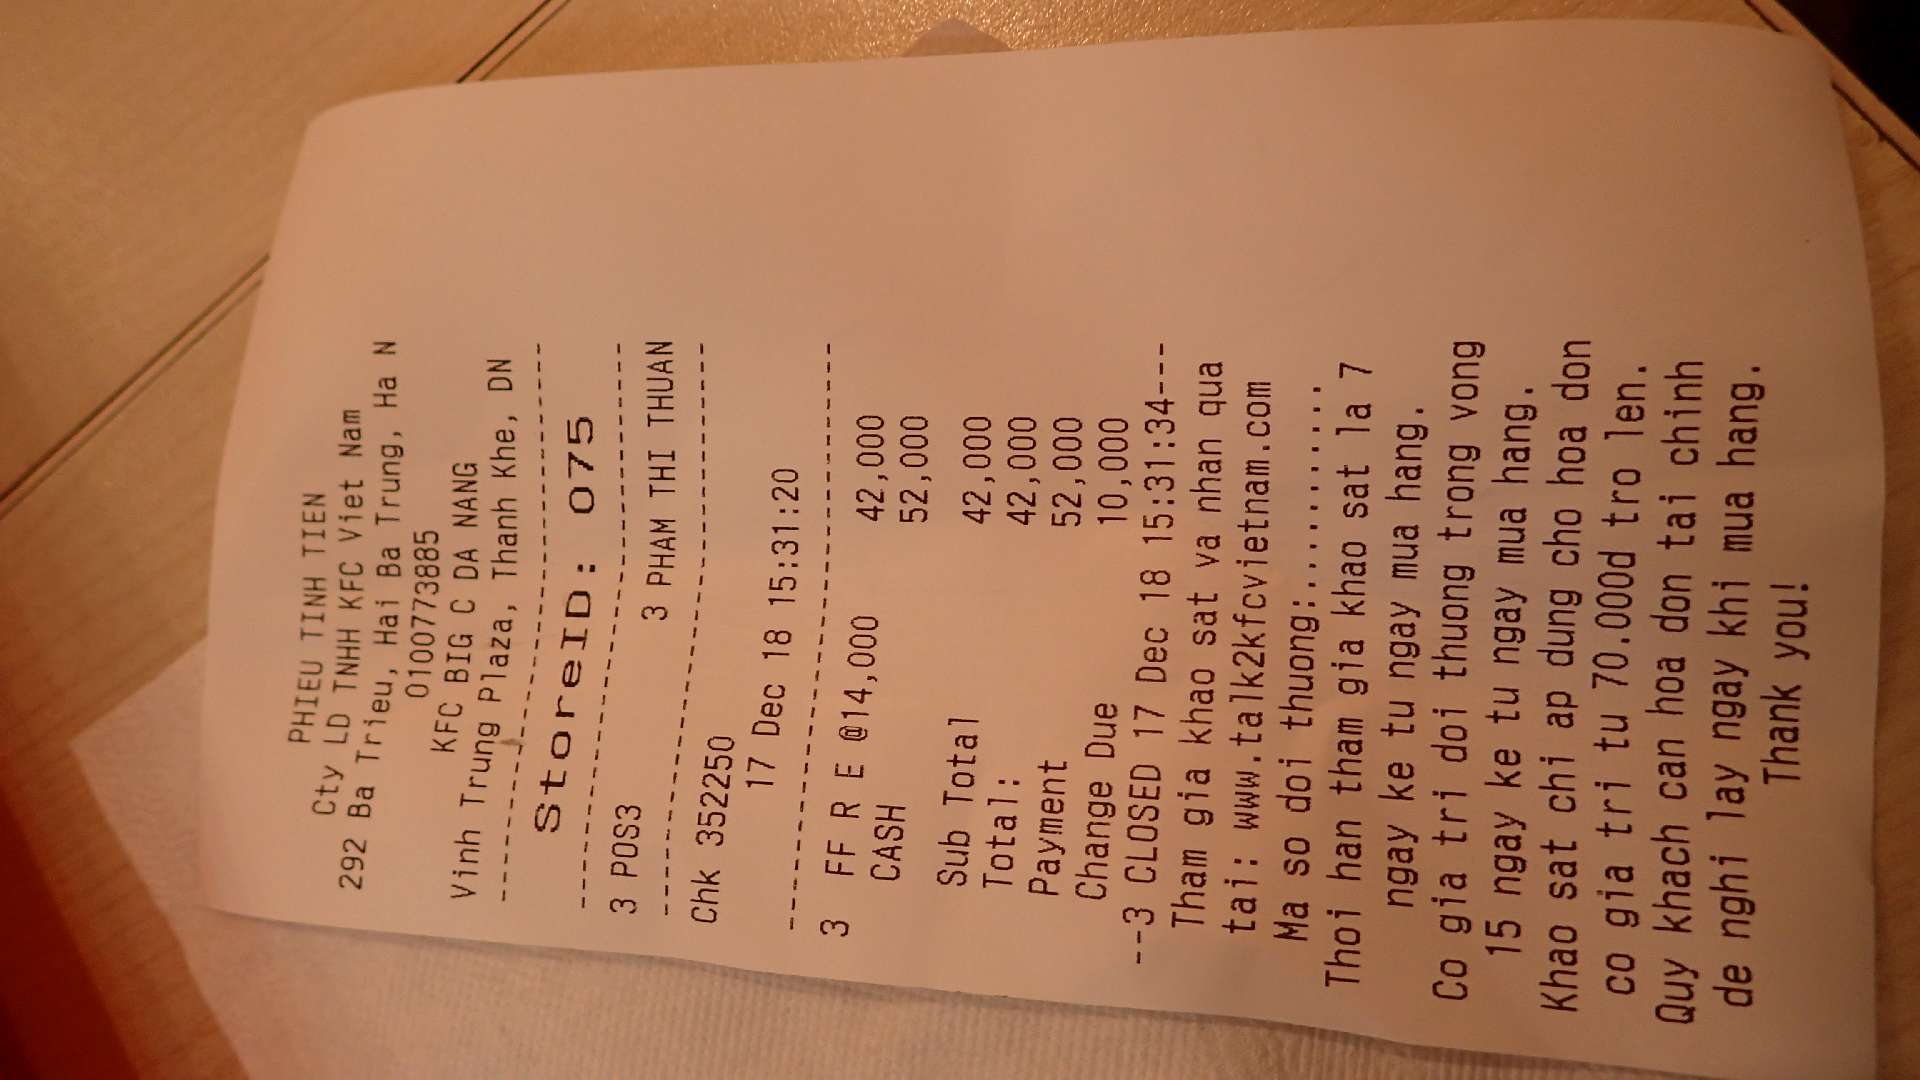 PHIEU TINH TIEN
Cty LD TNHH KFC Viet Nam
292 Ba Trieu, Hai Ba Trung, Ha N
0100773885
KFC BIG C DA NANG
Vinh Trung Plaza, Thanh Khe, DN
--------------------------------
StoreID: 075
--------------------------------
3 POS3
3 PHAM THI THUAN
--------------------------------
Chk 352250
17 Dec 18 15:31:20
--------------------------------
3 FF R E @14,000 42,000
CASH 52,000
Sub Total 42,000
Total: 42,000
Payment 52,000
Change Due 10,000
--3 CLOSED 17 Dec 18 15:31:34---
Tham gia khao sat va nhan qua
tai: www.talk2kfcvietnam.com
Ma so doi thuong:............
Thoi han tham gia khao sat la 7
ngay ke tu ngay mua hang.
Co gia tri doi thuong trong vong
15 ngay ke tu ngay mua hang.
Khao sat chi ap dung cho hoa don
co gia tri tu 70.000d tro len.
Quy khach can hoa don tai chinh
de nghi lay ngay khi mua hang.
Thank you!